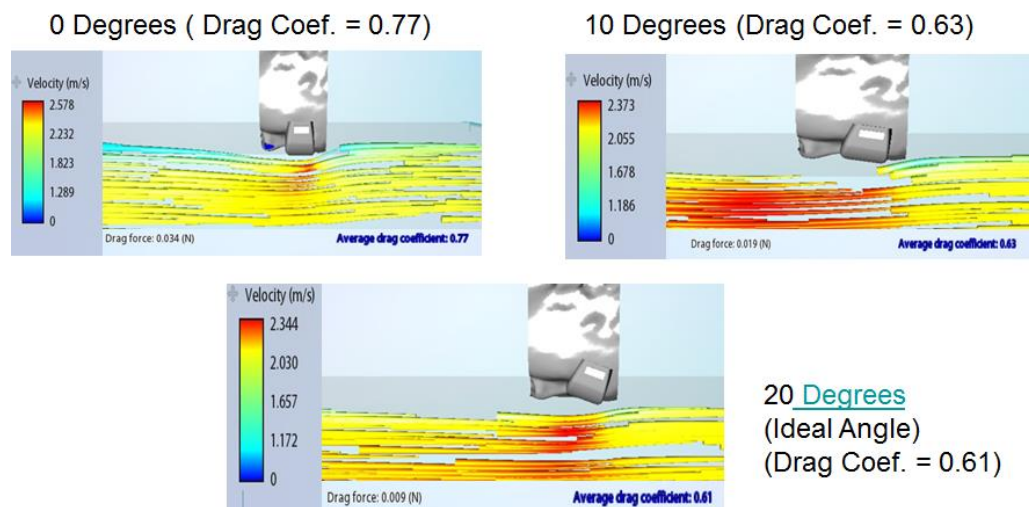 0 Degrees ( Drag Coef. = 0.77)
10 Degrees (Drag Coef. = 0.63)
Velocity (m/s)
2.578
2.232
1.823
1.289
0
Drag force: 0.034 (N)
Average drag coefficient: 0.77
Velocity (m/s)
2.373
2.055
1.678
1.186
0
Drag force: 0.019 (N)
Average drag coefficient: 0.63
Velocity (m/s)
2.344
2.030
1.657
1.172
0
Drag force: 0.009 (N)
Average drag coefficient: 0.61
20 Degrees
(Ideal Angle)
(Drag Coef. = 0.61)